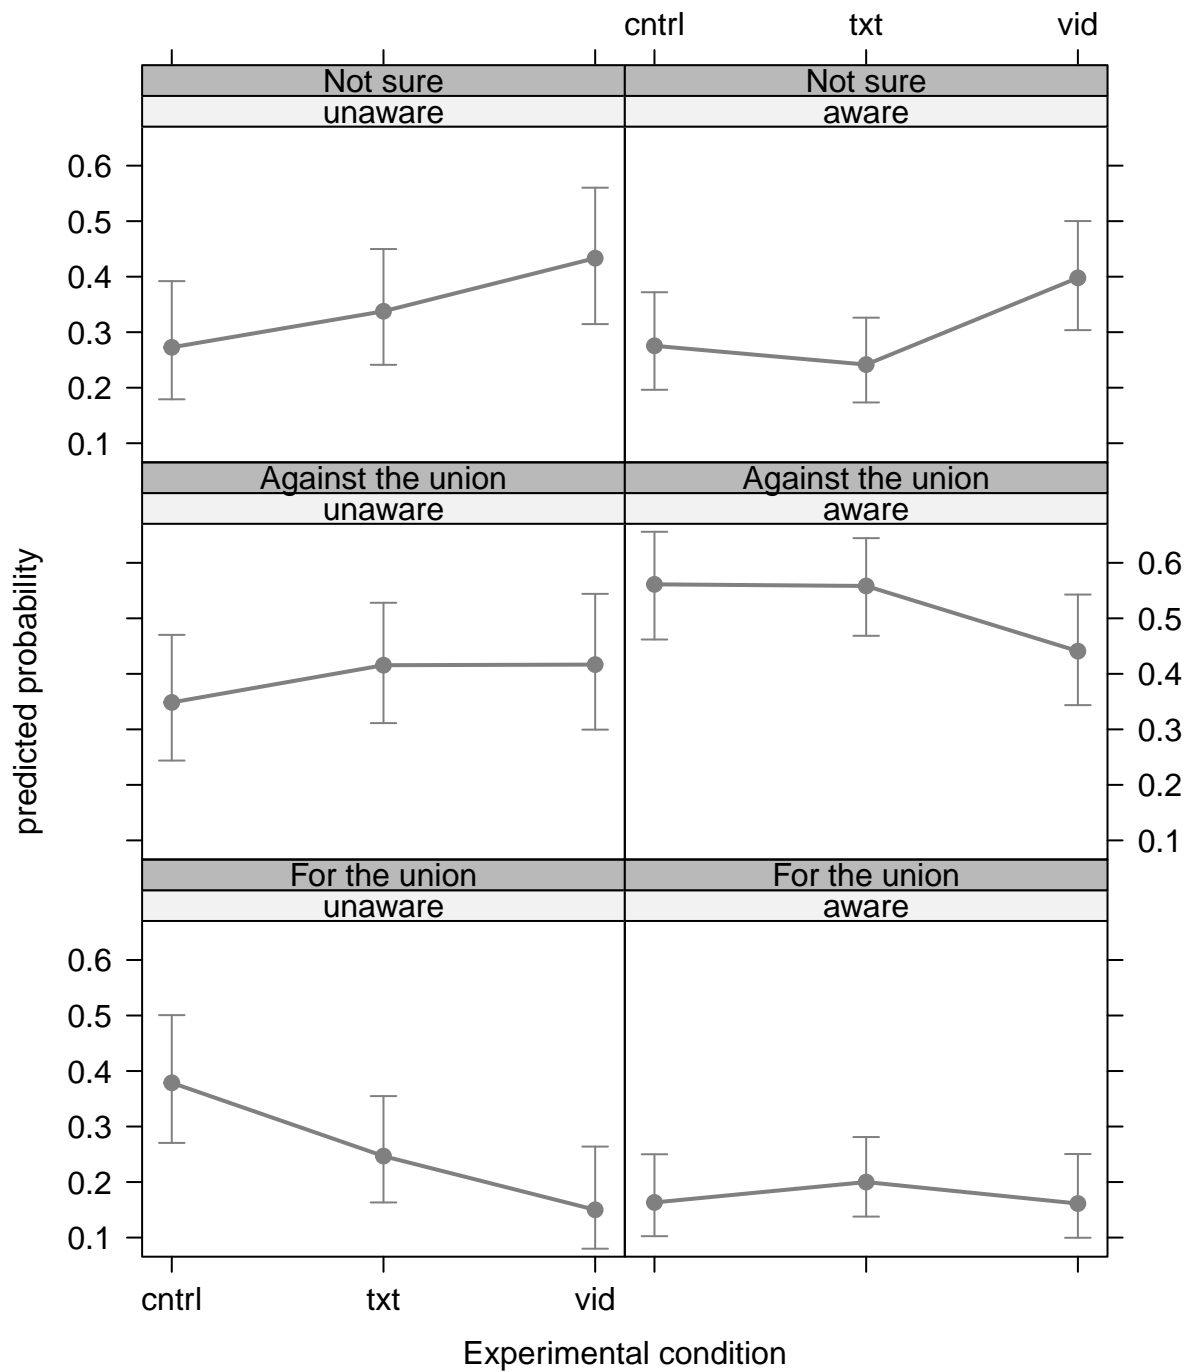 cntrl txt vid
Not sure Not sure
unaware aware
0.6
0.5
0.4
0.3
0.2
0.1
Against the union Against the union
unaware aware
predicted probability
0.6
0.5
0.4
0.3
0.2
0.1
For the union For the union
unaware aware
0.6
0.5
0.4
0.3
0.2
0.1
cntrl txt vid
Experimental condition